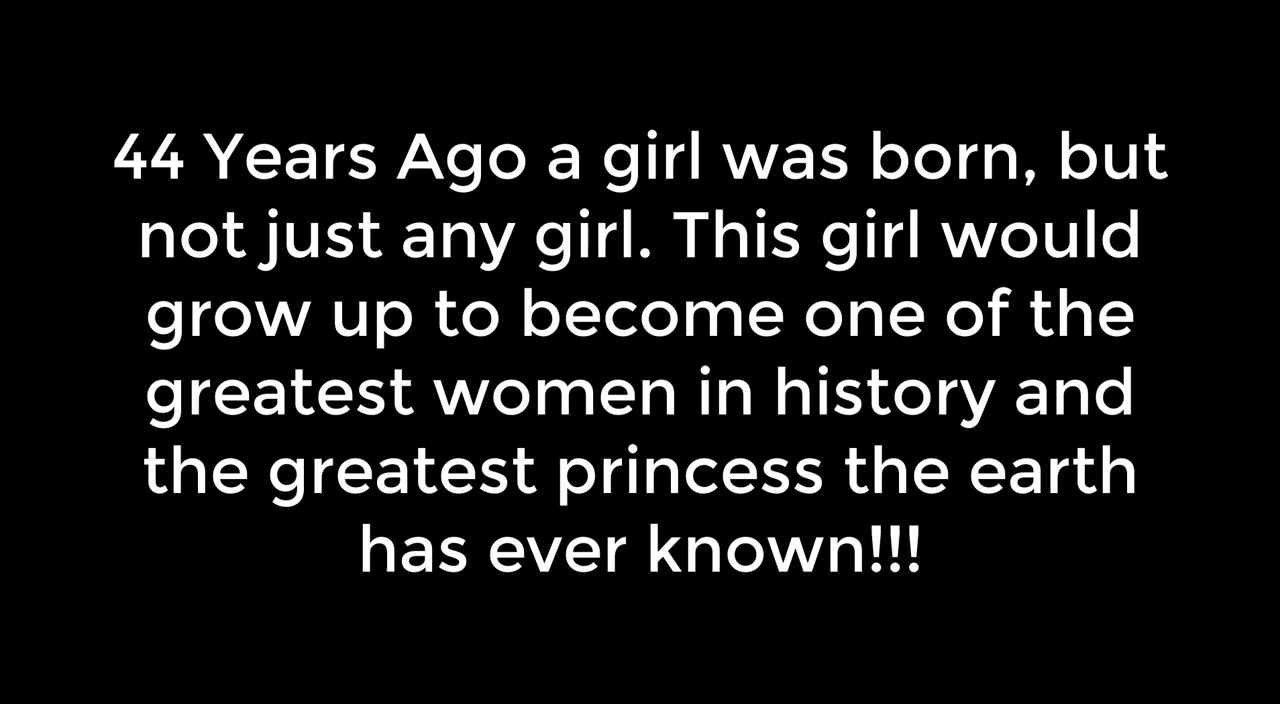 44 Years Ago a girl was born, but
not just any girl. This girl would
grow up to become one of the
greatest women in history and
the greatest princess the earth
has ever known!!!